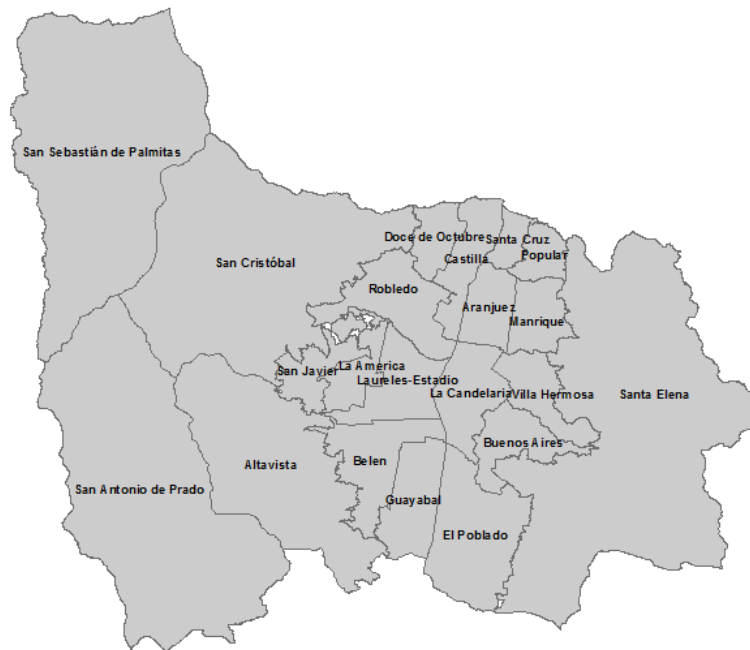 San Sebastián de Palmitas
Doce de Octubre
Santa Cruz
Popular
Castilla
San Cristóbal
Robledo
Aranjuez
Manrique
San Javier
La América
Laureles-Estadio
La Candelaria
Villa Hermosa
Santa Elena
Buenos Aires
Altavista
Belen
San Antonio de Prado
Guayabal
El Poblado